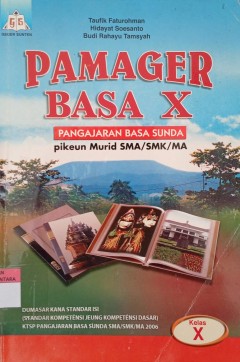 Taufik Faturohman
Hidayat Soesanto
Budi Rahayu Tamsyah
PAMAGER
BASA X
PANGAJARAN BASA SUNDA
pikeun Murid SMA/SMK/MA
DUMASAR KANA STANDAR ISI
(STANDAR KOMPETENSI JEUNG KOMPETENSI DASAR)
KTSP PANGAJARAN BASA SUNDA SMA/SMK/MA 2006
Kelas
X